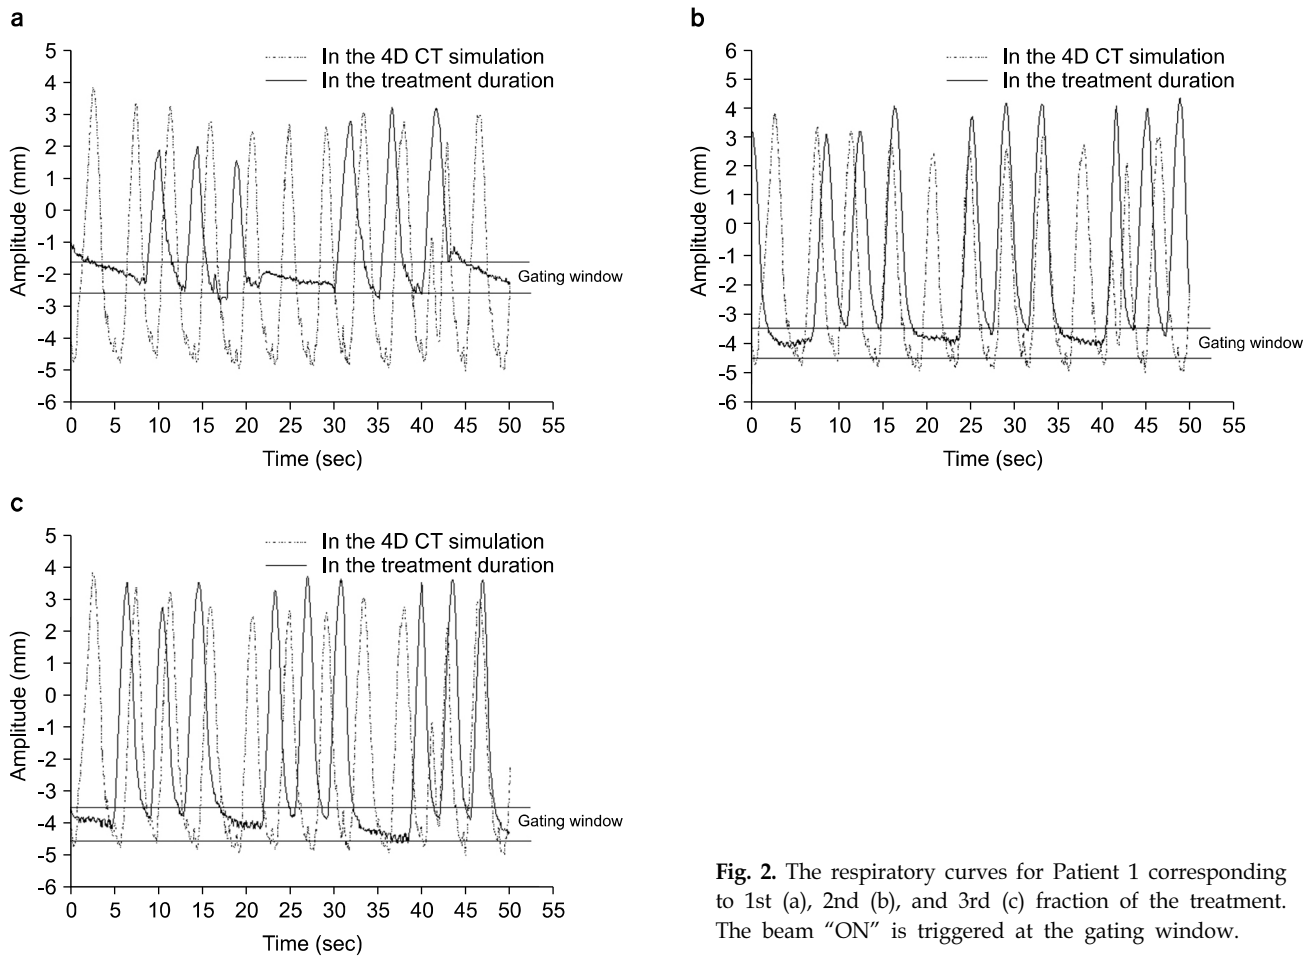 a
In the 4D CT simulation
In the treatment duration
5
4
3
2
1
0
-1
-2
-3
-4
-5
-6
Amplitude (mm)
Gating window
0 5 10 15 20 25 30 35 40 45 50 55
Time (sec)
b
In the 4D CT simulation
In the treatment duration
6
5
4
3
2
1
0
-1
-2
-3
-4
-5
-6
Amplitude (mm)
Gating window
0 5 10 15 20 25 30 35 40 45 50 55
Time (sec)
c
In the 4D CT simulation
In the treatment duration
5
4
3
2
1
0
-1
-2
-3
-4
-5
-6
Amplitude (mm)
Gating window
0 5 10 15 20 25 30 35 40 45 50 55
Time (sec)
Fig. 2. The respiratory curves for Patient 1 corresponding
to 1st (a), 2nd (b), and 3rd (c) fraction of the treatment.
The beam “ON” is triggered at the gating window.